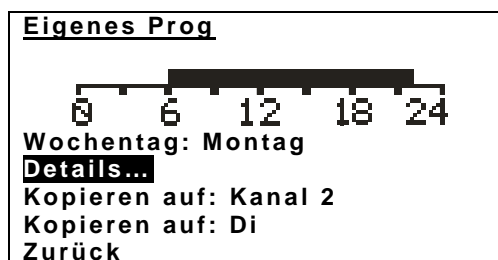 Eigenes Prog
0 6 12 18 24
Wochentag: Montag
Details...
Kopieren auf: Kanal 2
Kopieren auf: Di
Zurück